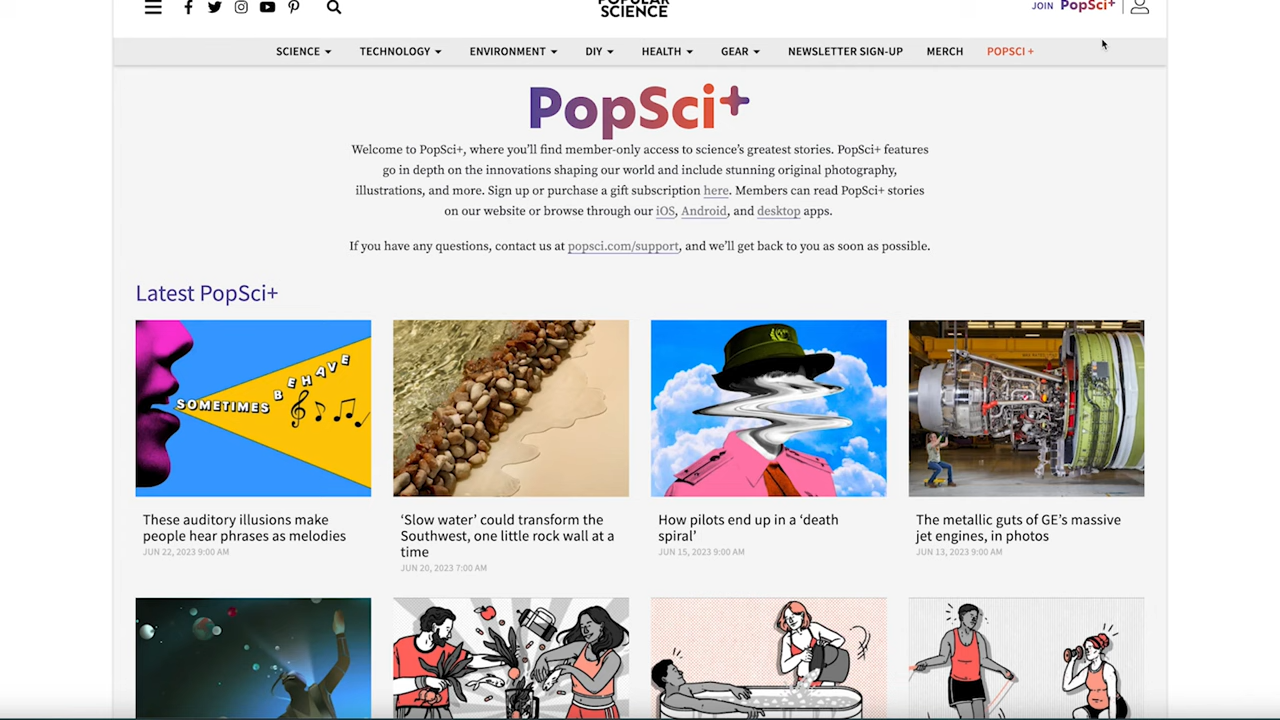 POPULAR
SCIENCE
JOIN PopSci+
SCIENCE TECHNOLOGY ENVIRONMENT DIY HEALTH GEAR NEWSLETTER SIGN-UP MERCH POPSCI +
PopSci+
Welcome to PopSci+, where you’ll find member-only access to science’s greatest stories. PopSci+ features
go in depth on the innovations shaping our world and include stunning original photography,
illustrations, and more. Sign up or purchase a gift subscription here. Members can read PopSci+ stories
on our website or browse through our iOS, Android, and desktop apps.
If you have any questions, contact us at popsci.com/support, and we’ll get back to you as soon as possible.
Latest PopSci+
SOMETIMES BEHAVE
These auditory illusions make
people hear phrases as melodies
JUN 22, 2023 9:00 AM
‘Slow water’ could transform the
Southwest, one little rock wall at a
time
JUN 20, 2023 7:00 AM
How pilots end up in a ‘death
spiral’
JUN 15, 2023 9:00 AM
The metallic guts of GE’s massive
jet engines, in photos
JUN 13, 2023 9:00 AM